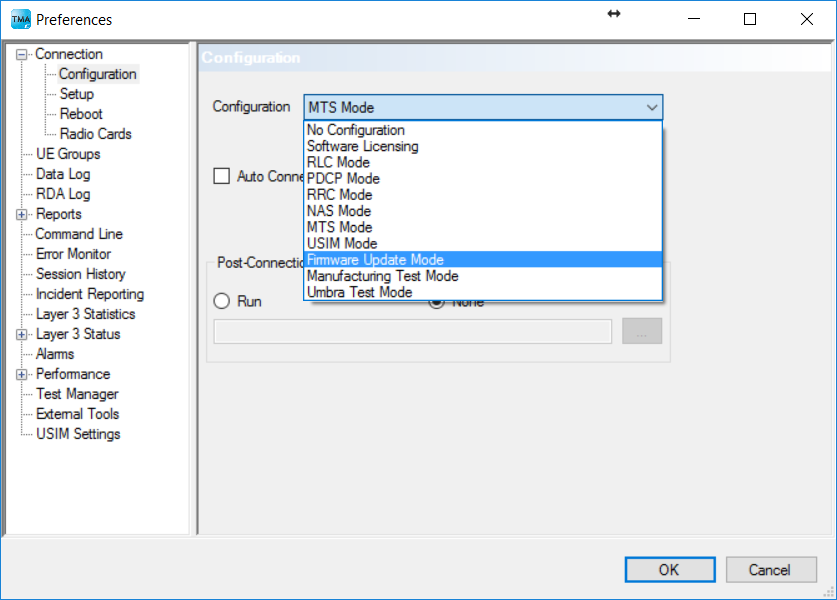 TMA Preferences
Connection
Configuration
Setup
Reboot
Radio Cards
UE Groups
Data Log
RDA Log
Reports
Command Line
Error Monitor
Session History
Incident Reporting
Layer 3 Statistics
Layer 3 Status
Alarms
Performance
Test Manager
External Tools
USIM Settings
Configuration
Configuration MTS Mode
No Configuration
Software Licensing
RLC Mode
PDCP Mode
RRC Mode
NAS Mode
MTS Mode
USIM Mode
Firmware Update Mode
Manufacturing Test Mode
Umbra Test Mode
Auto Conne
Post-Connectio
Run None
...
OK Cancel